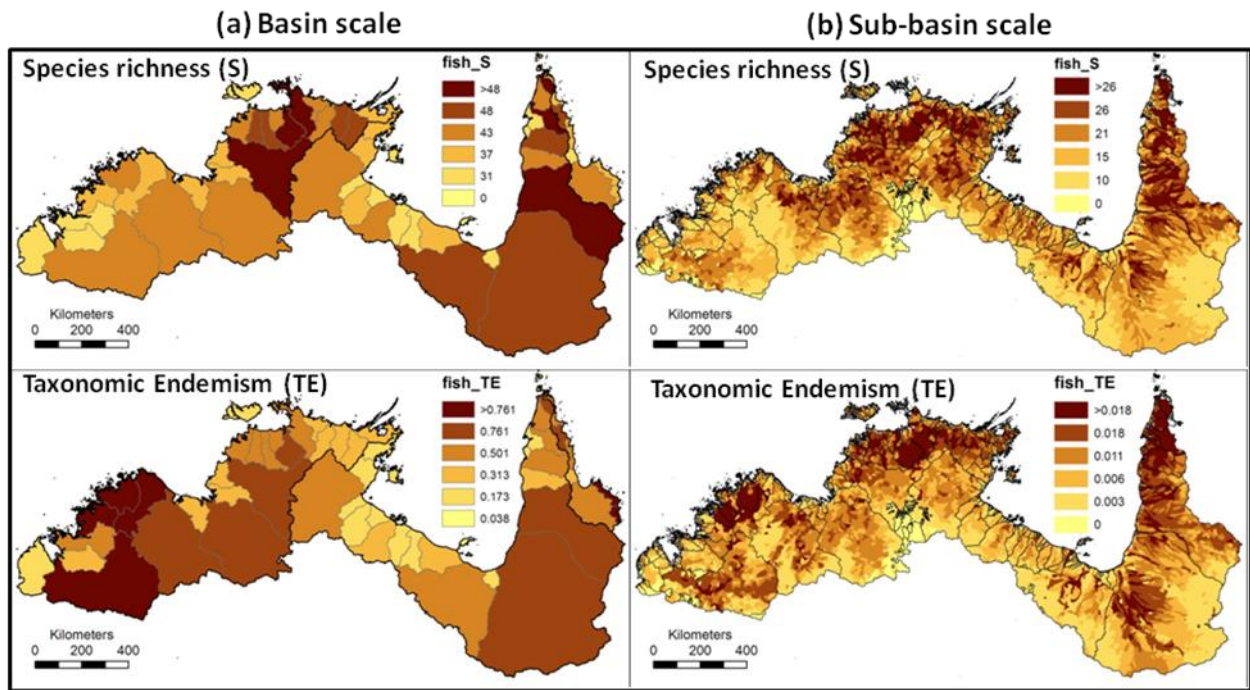 (a) Basin scale
(b) Sub-basin scale
Species richness (S)
fish_S
>48
48
43
37
31
0
Kilometers
0 200 400
Species richness (S)
fish_S
>26
26
21
15
10
0
Kilometers
0 200 400
Taxonomic Endemism (TE)
fish_TE
>0.761
0.761
0.501
0.313
0.173
0.038
Kilometers
0 200 400
Taxonomic Endemism (TE)
fish_TE
>0.018
0.018
0.011
0.006
0.003
0
Kilometers
0 200 400